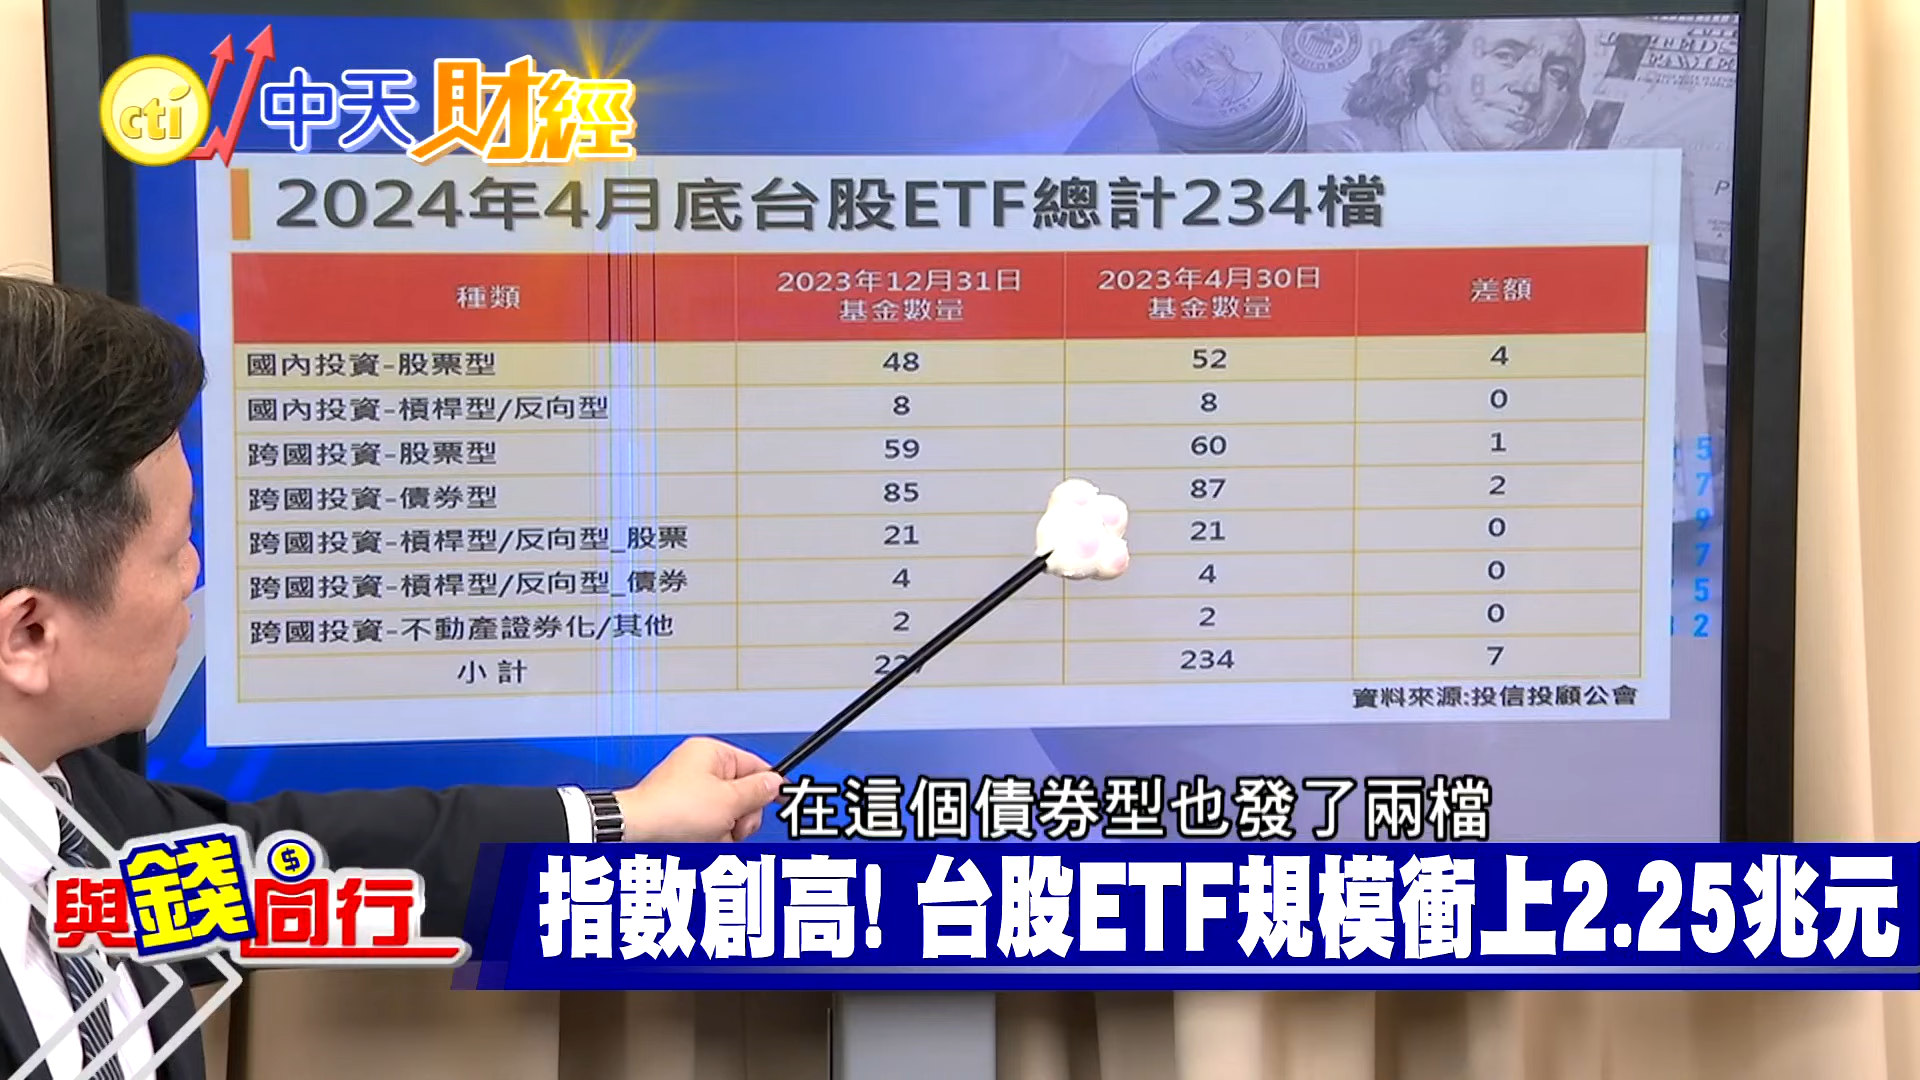 cti 中天財經
2024年4月底台股ETF總計234檔
種類 2023年12月31日 基金數量 2023年4月30日 基金數量 差額
國內投資-股票型 48 52 4
國內投資-槓桿型/反向型 8 8 0
跨國投資-股票型 59 60 1
跨國投資-債券型 85 87 2
跨國投資-槓桿型/反向型_股票 21 21 0
跨國投資-槓桿型/反向型_債券 4 4 0
跨國投資-不動產證券化/其他 2 2 0
小計 227 234 7
資料來源:投信投顧公會
在這個債券型也發了兩檔
與錢同行
指數創高! 台股ETF規模衝上2.25兆元